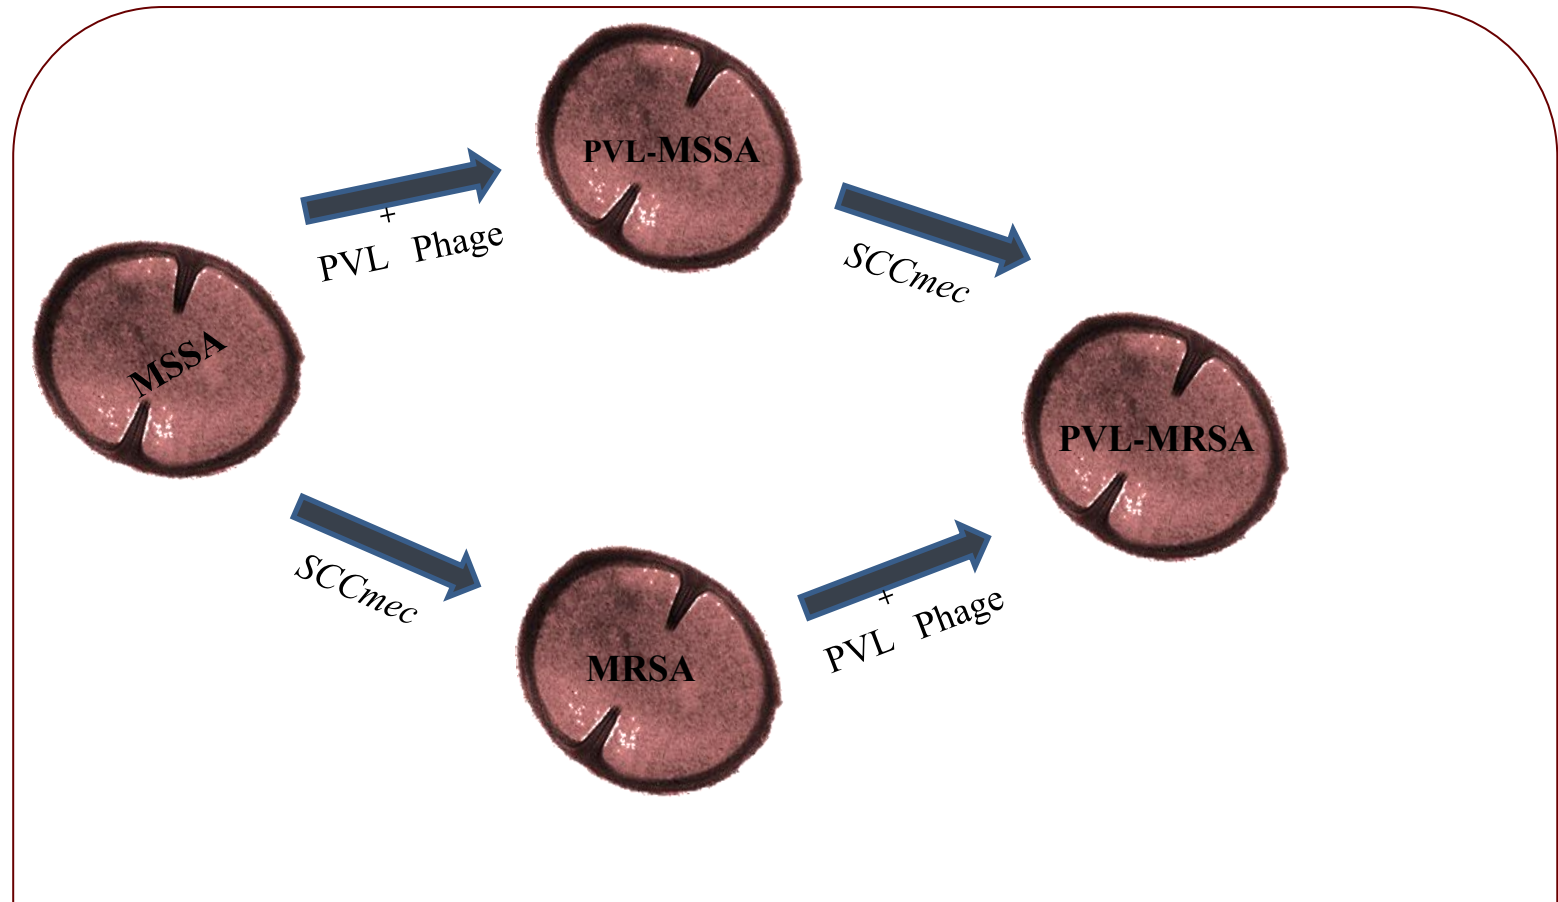 PVL-MSSA
+
PVL Phage
SCCmec
MSSA
PVL-MRSA
SCCmec
MRSA
+
PVL Phage